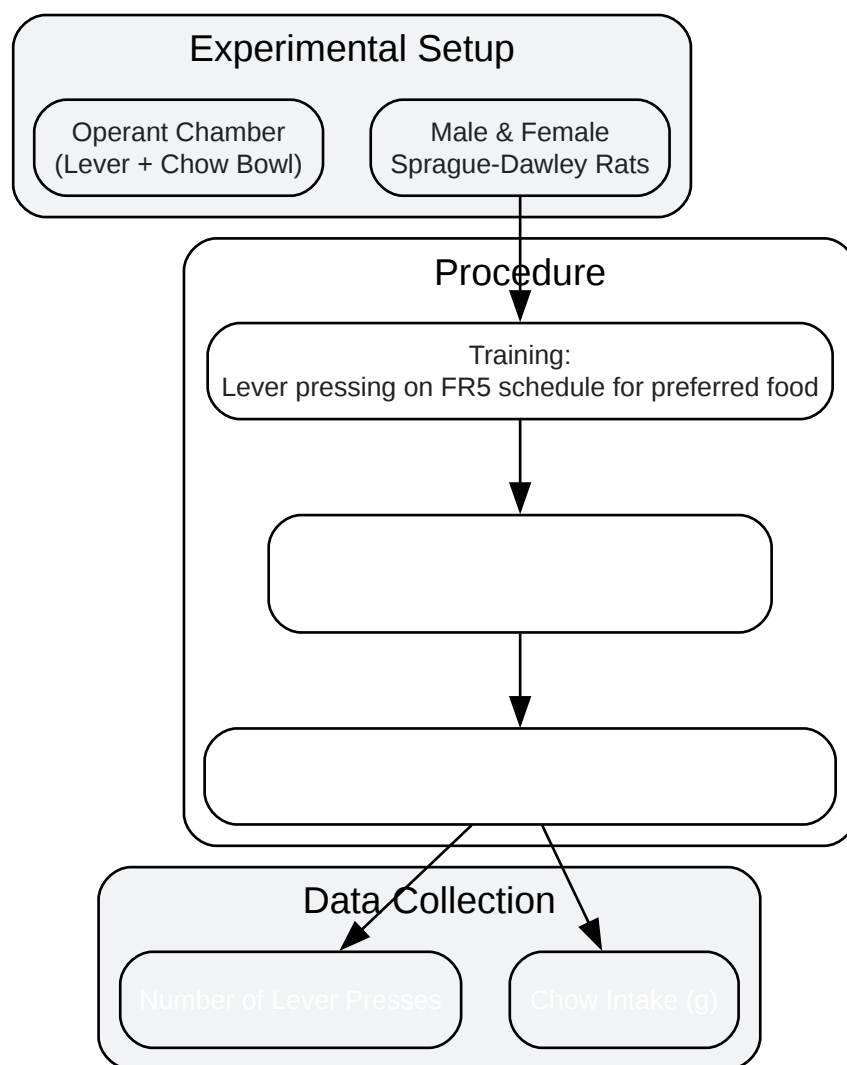 Experimental Setup
Operant Chamber
(Lever + Chow Bowl)
Male & Female
Sprague-Dawley Rats
Procedure
Training:
Lever pressing on FR5 schedule for preferred food
Data Collection
Number of Lever Presses
Chow Intake (g)